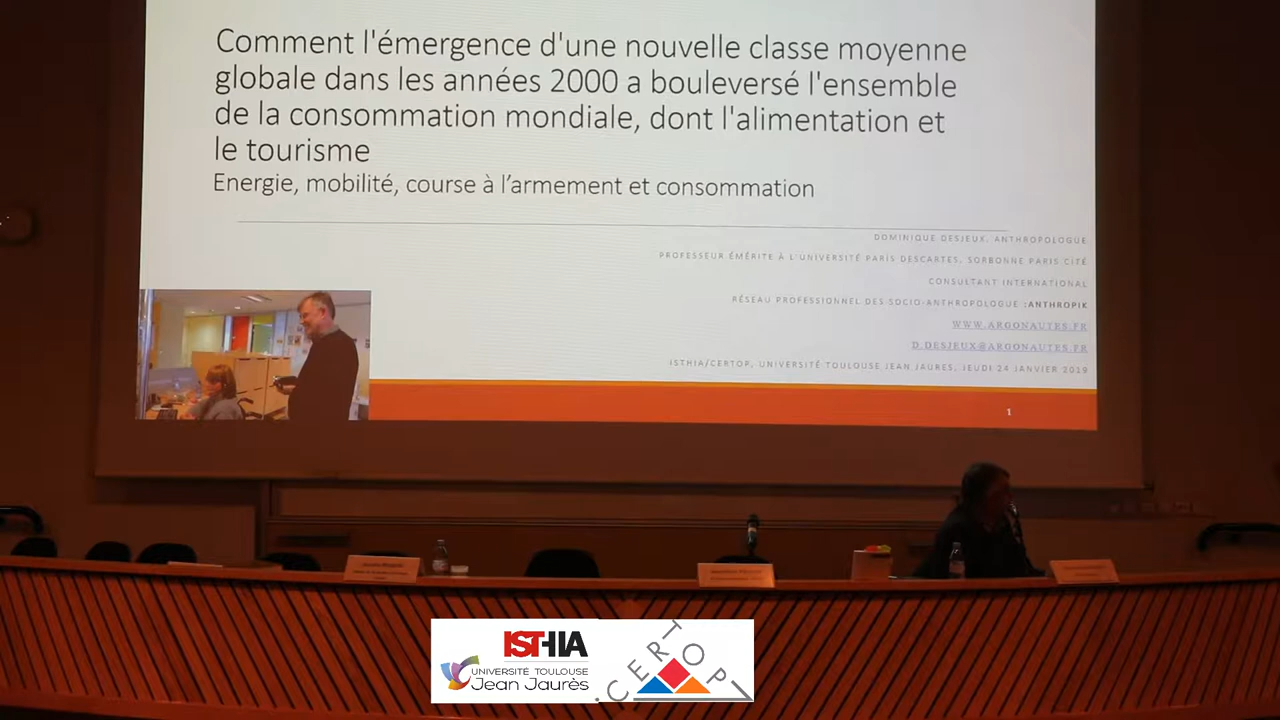 Comment l'émergence d'une nouvelle classe moyenne
globale dans les années 2000 a bouleversé l'ensemble
de la consommation mondiale, dont l'alimentation et
le tourisme
Energie, mobilité, course à l’armement et consommation
DOMINIQUE DESJEUX, ANTHROPOLOGUE
PROFESSEUR ÉMÉRITE À L'UNIVERSITÉ PARIS DESCARTES, SORBONNE PARIS CITÉ
CONSULTANT INTERNATIONAL
RÉSEAU PROFESSIONNEL DES SOCIO-ANTHROPOLOGUE :ANTHROPIK
WWW.ARGONAUTES.FR
D.DESJEUX@ARGONAUTES.FR
ISTHIA/CERTOP, UNIVERSITÉ TOULOUSE JEAN JAURES, JEUDI 24 JANVIER 2019
1
ISTHIA
UNIVERSITÉ TOULOUSE
Jean Jaurès
CERTOP